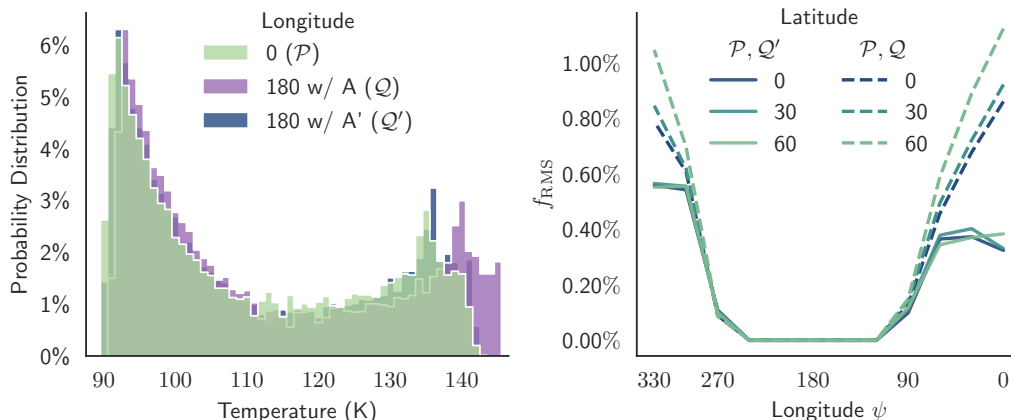 Longitude
0 (𝒫)
180 w/ A (𝒬)
180 w/ A' (𝒬′)
Probability Distribution
6%
5%
4%
3%
2%
1%
0%
90 100 110 120 130 140
Temperature (K)
Latitude
𝒫, 𝒬′ 𝒫, 𝒬
0 0
30 30
60 60
f_RMS
1.00%
0.80%
0.60%
0.40%
0.20%
0.00%
330 270 180 90 0
Longitude ψ